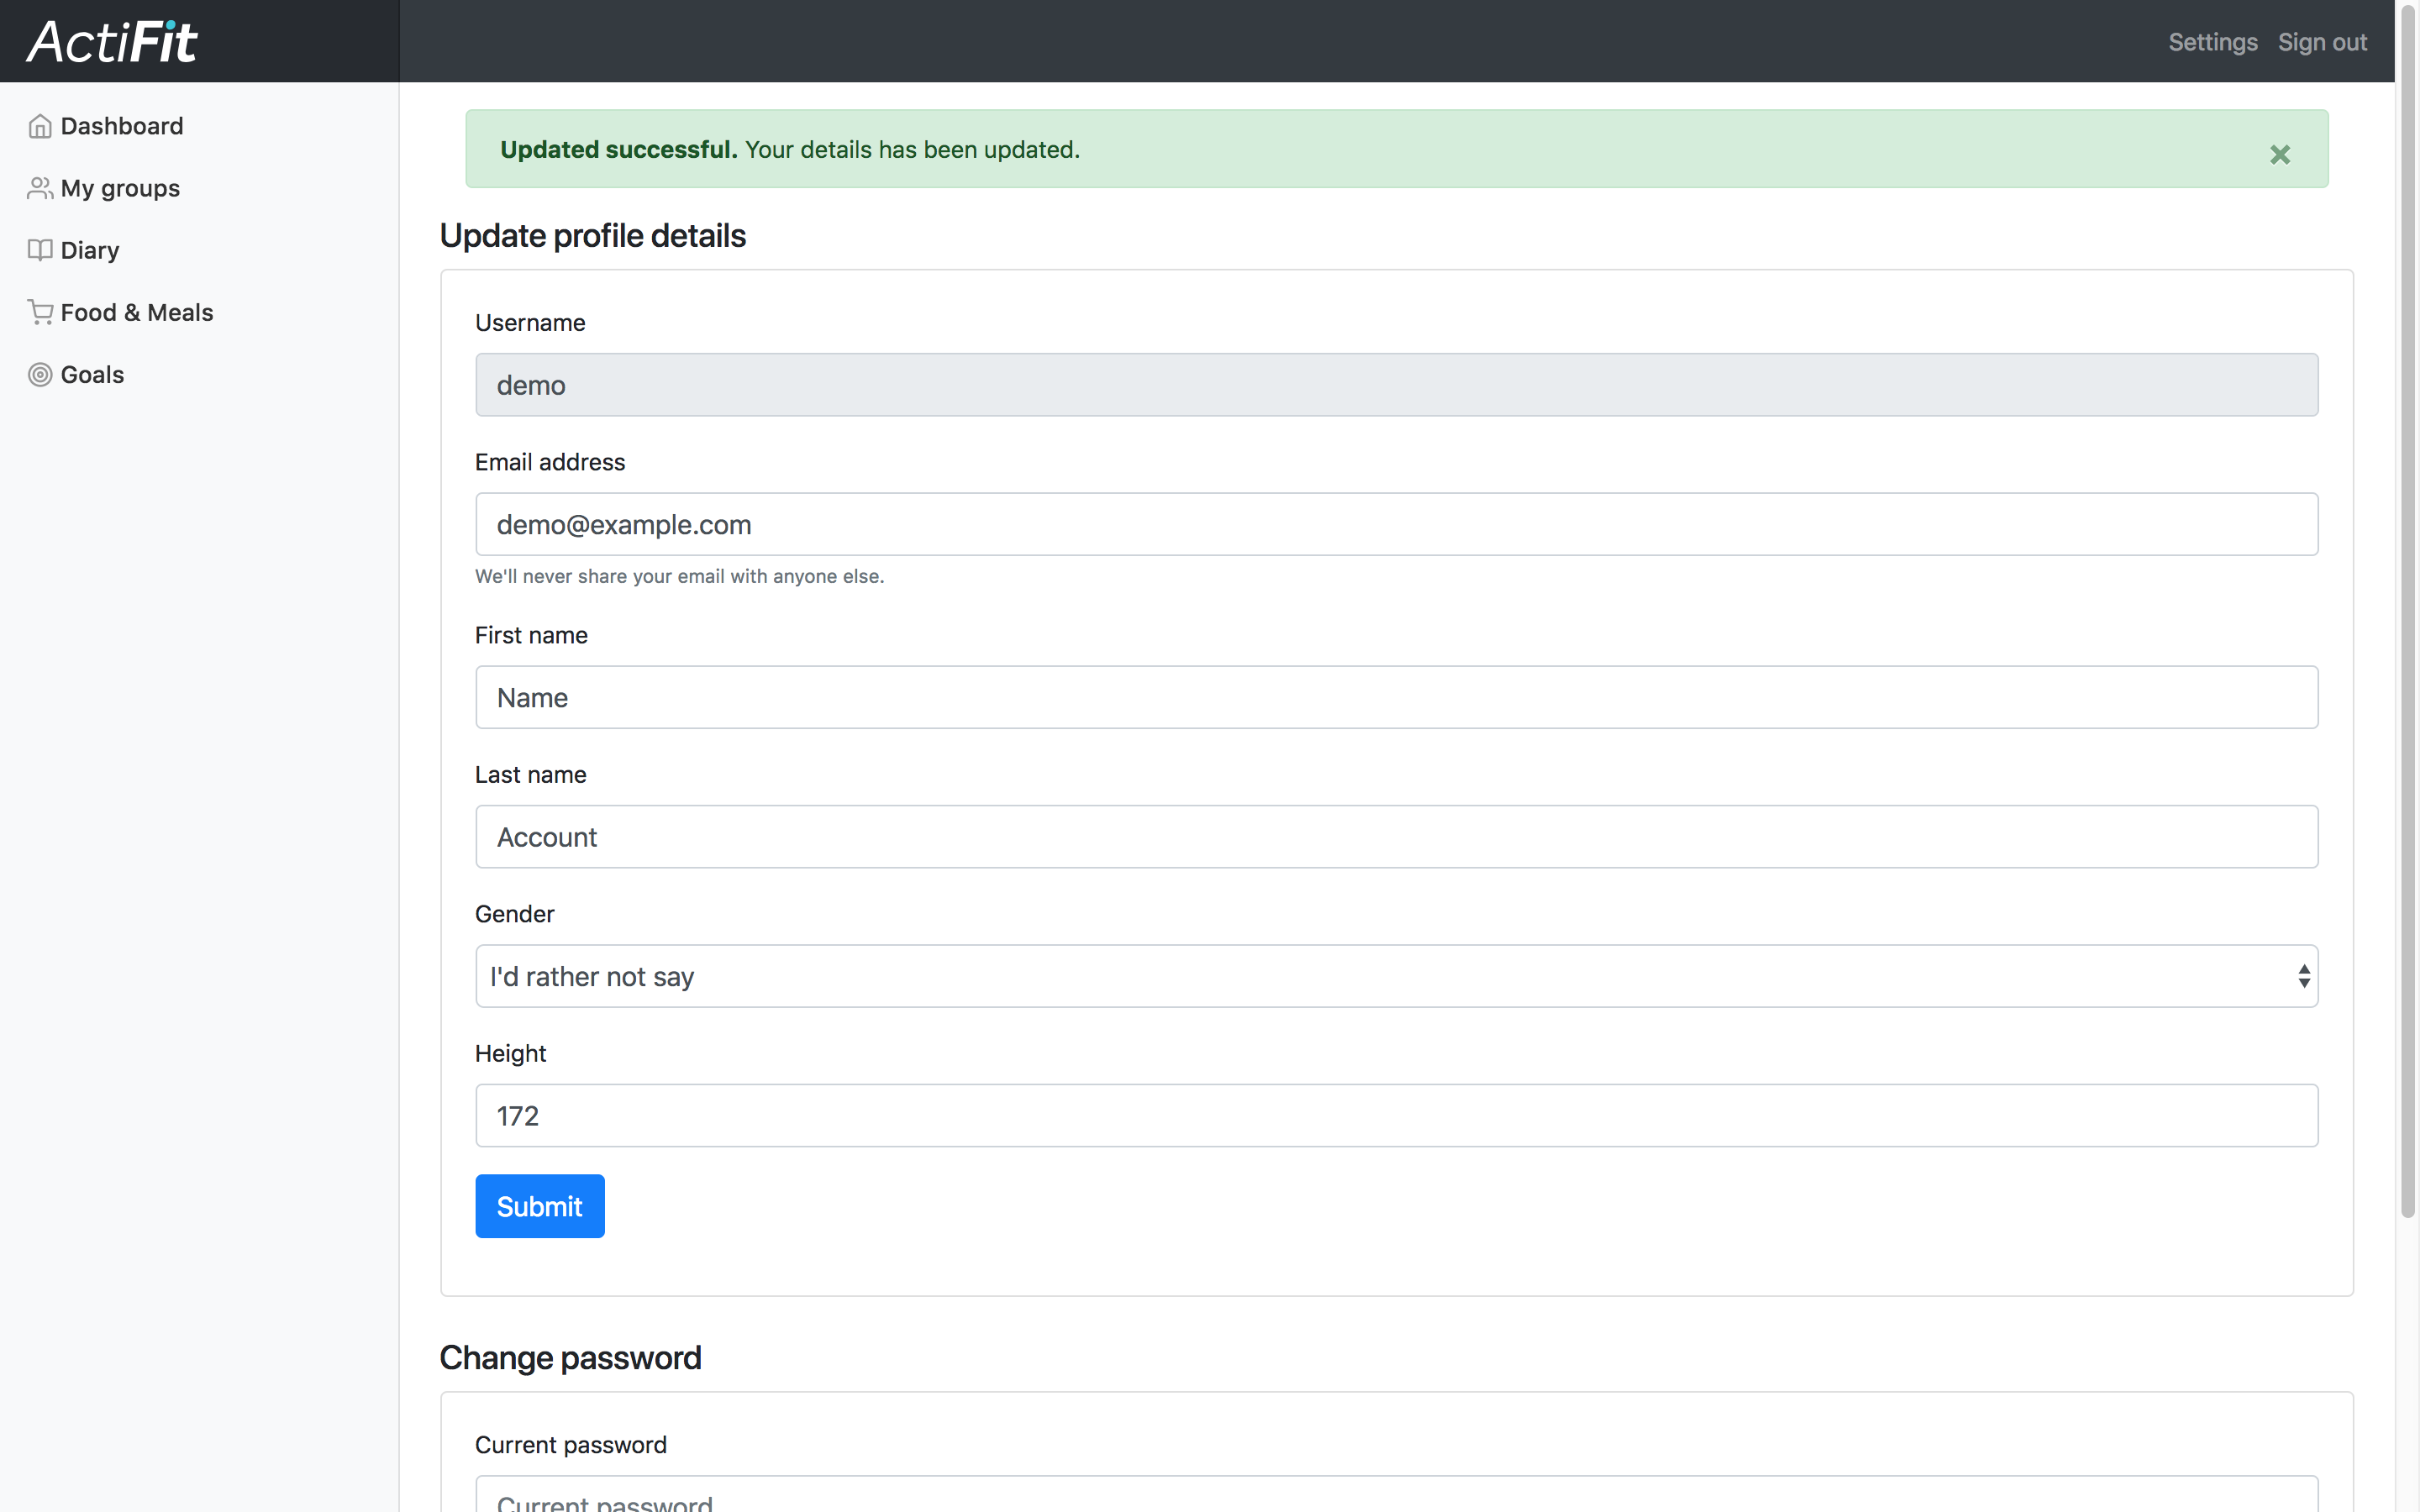 ActiFit
Settings Sign out
Dashboard
My groups
Diary
Food & Meals
Goals
Updated successful. Your details has been updated.
Update profile details
Username
demo
Email address
demo@example.com
We'll never share your email with anyone else.
First name
Name
Last name
Account
Gender
I'd rather not say
Height
172
Submit
Change password
Current password
Current password